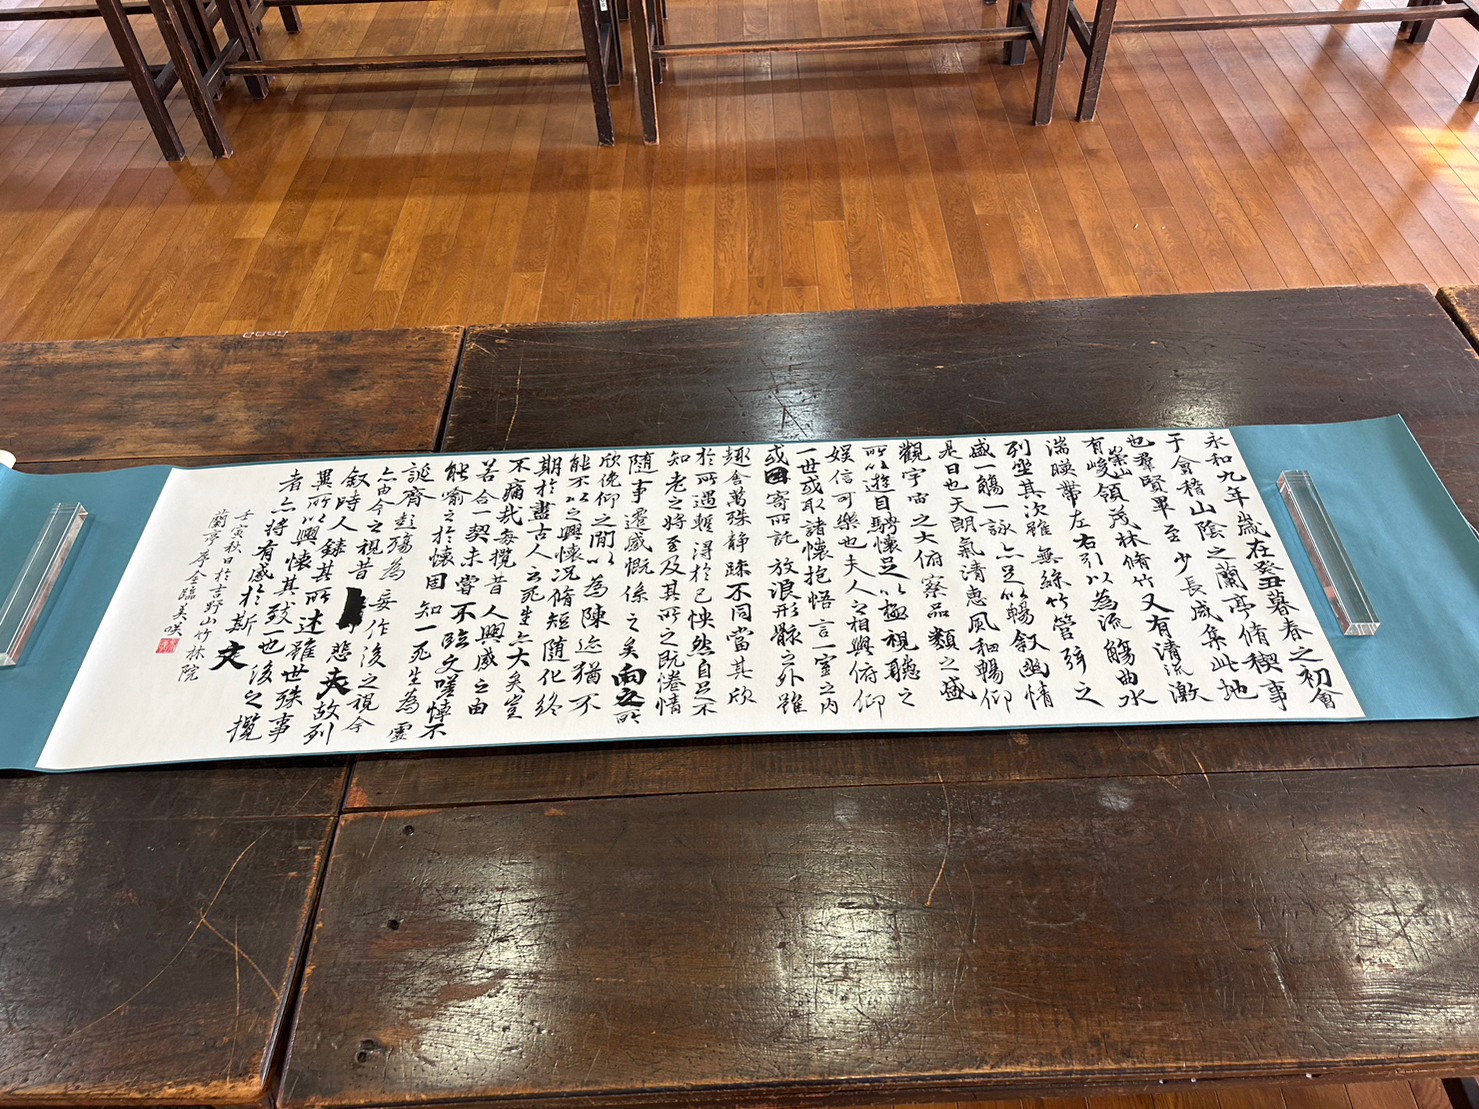 永和九年歳在癸丑暮春之初會
于會稽山陰之蘭亭脩稧事
也羣賢畢至少長咸集此地
有崇山峻領茂林脩竹又有清流激
湍暎帶左右引以為流觴曲水
列坐其次雖無絲竹管弦之
盛一觴一詠亦足以暢敘幽情
是日也天朗氣清惠風和暢仰
觀宇宙之大俯察品類之盛
所以遊目騁懷足以極視聽之
娛信可樂也夫人之相與俯仰
一世或取諸懷抱悟言一室之內
或因寄所託放浪形骸之外雖
趣舍萬殊靜躁不同當其欣
於所遇暫得於己怏然自足不
知老之將至及其所之既惓情
隨事遷感慨係之矣向之所
欣俛仰之閒以為陳迹猶不
能不以之興懷況脩短隨化終
期於盡古人云死生亦大矣豈
不痛哉每攬昔人興感之由
若合一契未嘗不臨文嗟悼不
能喻之於懷固知一死生為虛
誕齊彭殤為妄作後之視今
亦由今之視昔悲夫故列
敘時人錄其所述雖世殊事
異所以興懷其致一也後之攬
者亦將有感於斯文
壬寅秋日於吉野山竹林院
蘭亭序全臨美咲